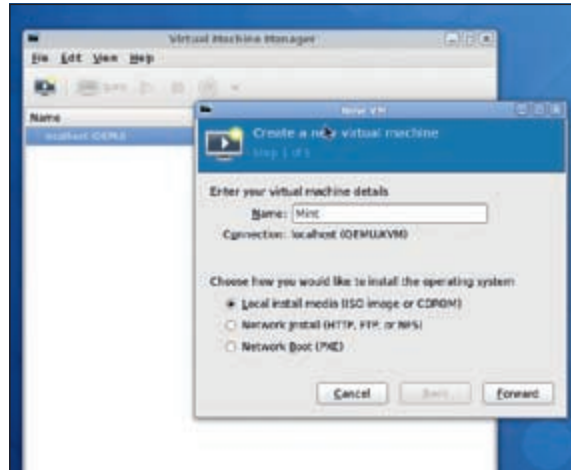 Virtual Machine Manager
File Edit View Help
Name
localhost (QEMU)
New VM
Create a new virtual machine
Step 1 of 5
Enter your virtual machine details
Name: Mint
Connection: localhost (QEMU/KVM)
Choose how you would like to install the operating system
Local install media (ISO image or CDROM)
Network Install (HTTP, FTP, or NFS)
Network Boot (PXE)
Cancel Back Forward